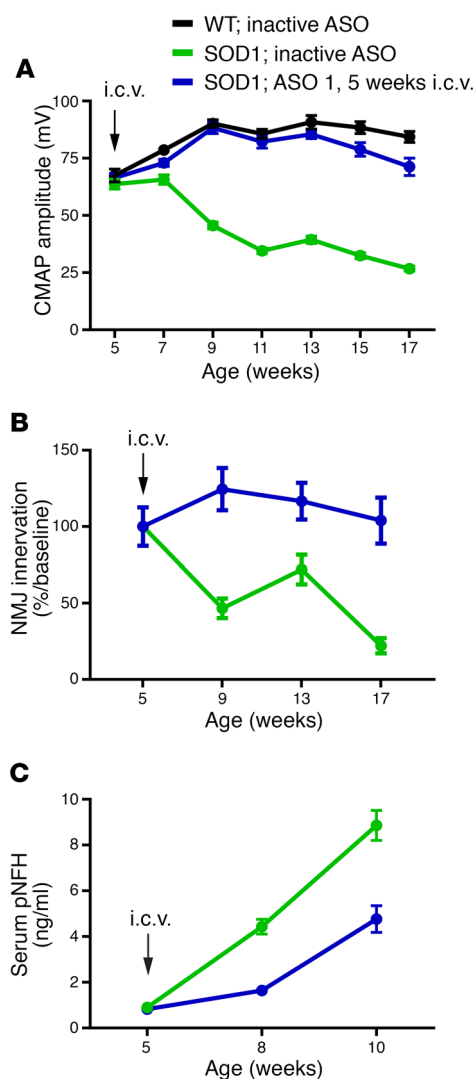 WT; inactive ASO
SOD1; inactive ASO
SOD1; ASO 1, 5 weeks i.c.v.
A
i.c.v.
100
75
50
25
0
CMAP amplitude (mV)
5 7 9 11 13 15 17
Age (weeks)
B
i.c.v.
150
100
50
0
NMJ innervation
(%/baseline)
5 9 13 17
Age (weeks)
C
10
8
6
4
2
0
Serum pNFH
(ng/ml)
i.c.v.
5 8 10
Age (weeks)